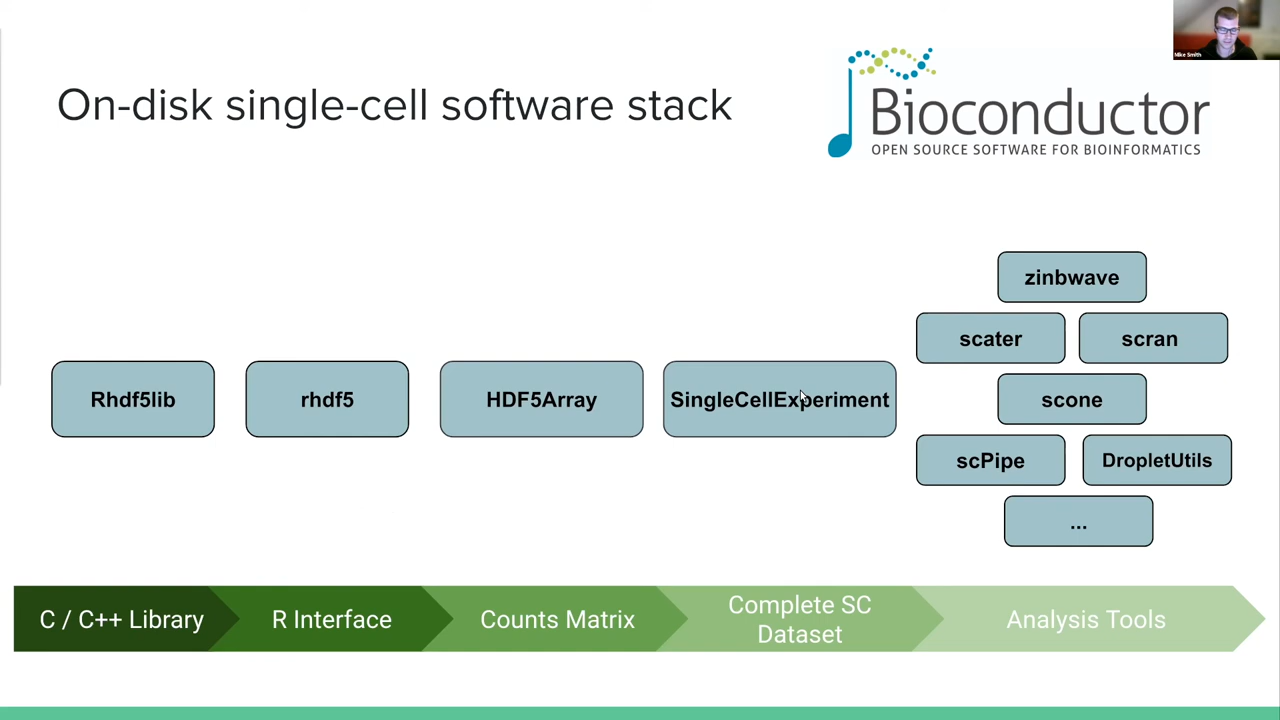 Mike Smith
On-disk single-cell software stack
Bioconductor
OPEN SOURCE SOFTWARE FOR BIOINFORMATICS
zinbwave
scater
scran
Rhdf5lib
rhdf5
HDF5Array
SingleCellExperiment
scone
scPipe
DropletUtils
...
C / C++ Library
R Interface
Counts Matrix
Complete SC
Dataset
Analysis Tools